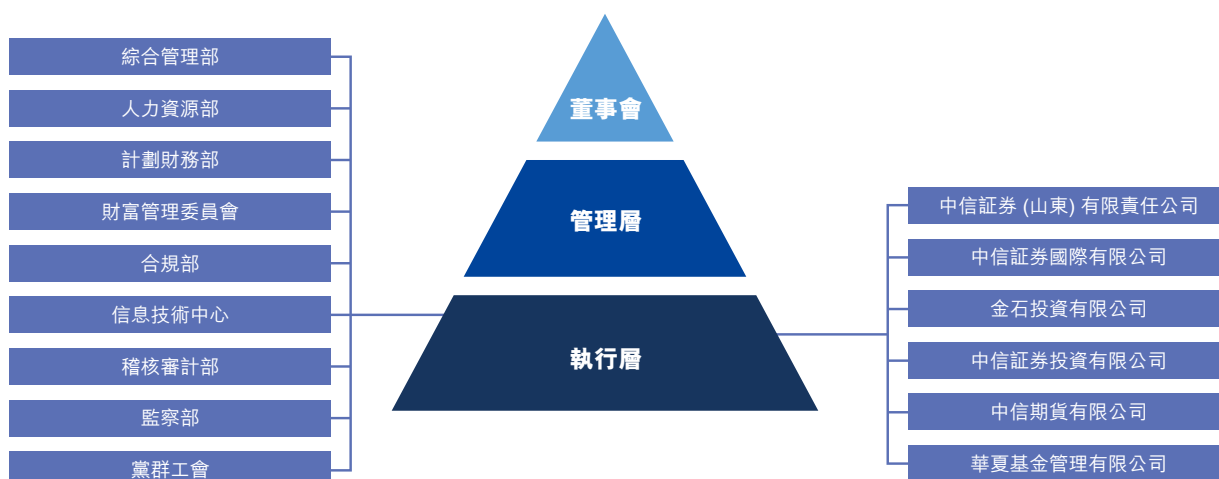 綜合管理部
人力資源部
計劃財務部
財富管理委員會
合規部
信息技術中心
稽核審計部
監察部
黨群工會
董事會
管理層
執行層
中信証券 (山東) 有限責任公司
中信証券國際有限公司
金石投資有限公司
中信証券投資有限公司
中信期貨有限公司
華夏基金管理有限公司